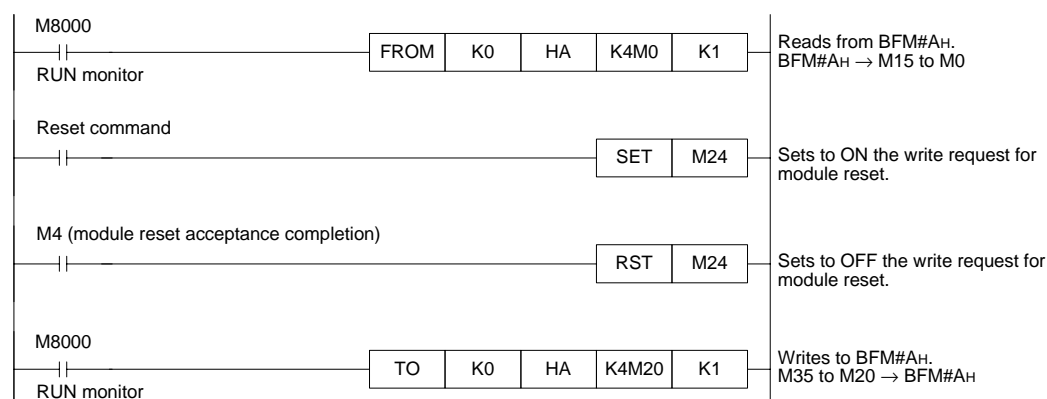 M8000
FROM K0 HA K4M0 K1
Reads from BFM#AH.
BFM#AH → M15 to M0
RUN monitor
Reset command
SET M24
Sets to ON the write request for
module reset.
M4 (module reset acceptance completion)
RST M24
Sets to OFF the write request for
module reset.
M8000
TO K0 HA K4M20 K1
Writes to BFM#AH.
M35 to M20 → BFM#AH
RUN monitor